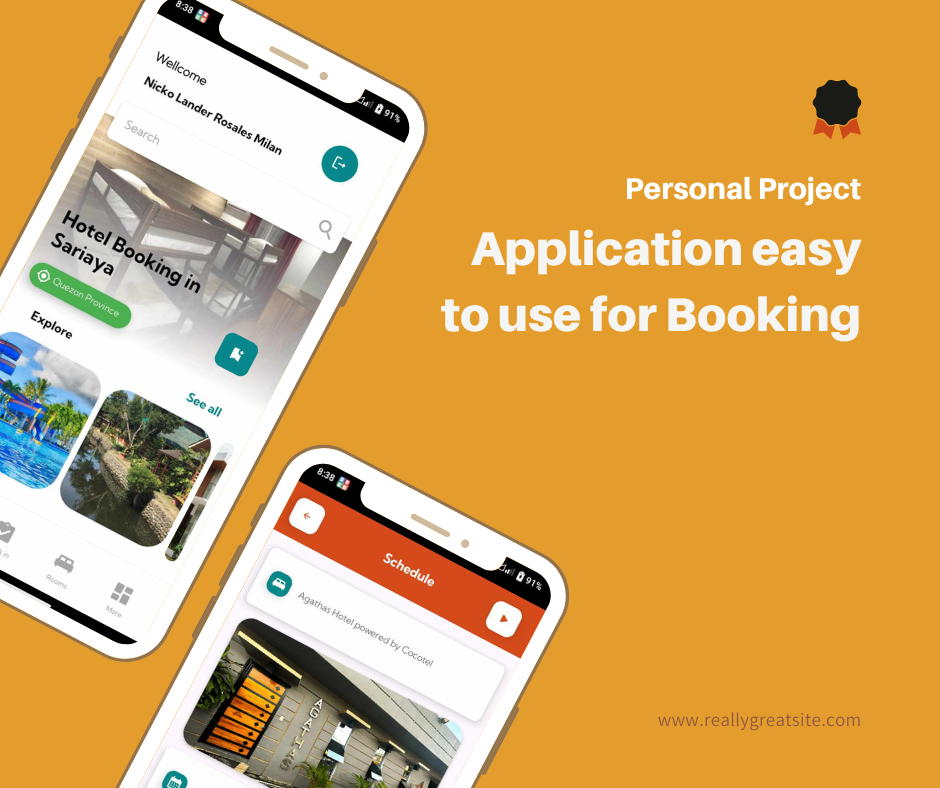 8:38
91%
Wellcome
Nicko Lander Rosales Milan
Search
Hotel Booking in
Sariaya
Quezon Province
Explore
See all
Rooms
More
Personal Project
Application easy
to use for Booking
8:38
91%
Schedule
Agathas Hotel powered by Cocotel
AGATHAS
www.reallygreatsite.com